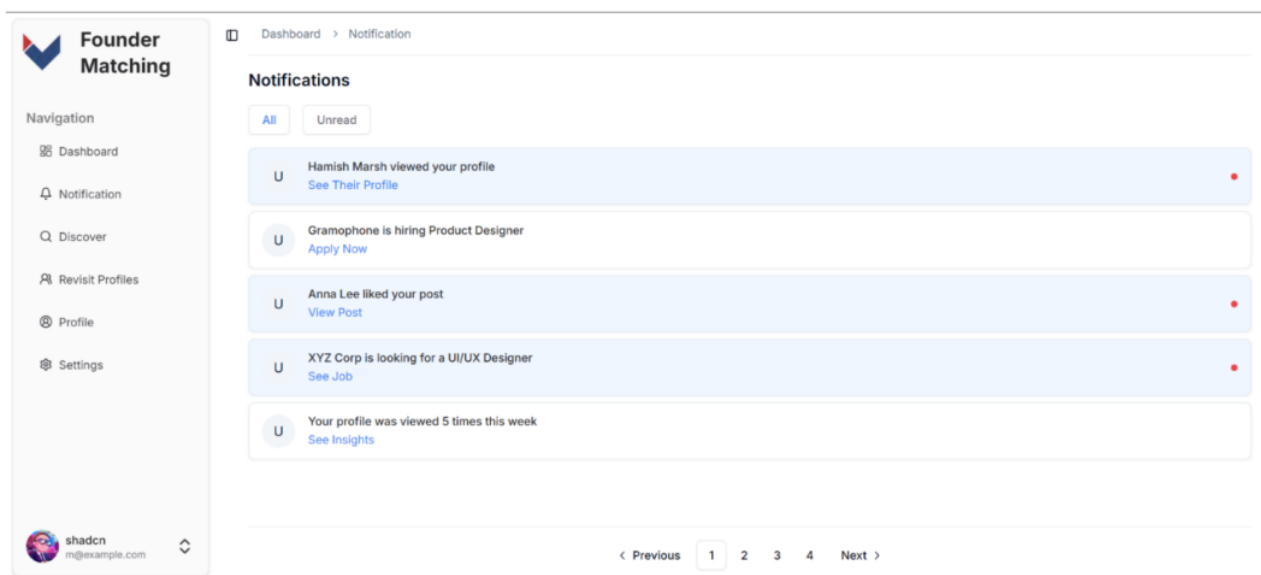 Founder
Matching
Navigation
Dashboard
Notification
Discover
Revisit Profiles
Profile
Settings
shadcn
m@example.com
Dashboard > Notification
Notifications
All Unread
U
Hamish Marsh viewed your profile
See Their Profile
U
Gramophone is hiring Product Designer
Apply Now
U
Anna Lee liked your post
View Post
U
XYZ Corp is looking for a UI/UX Designer
See Job
U
Your profile was viewed 5 times this week
See Insights
< Previous 1 2 3 4 Next >